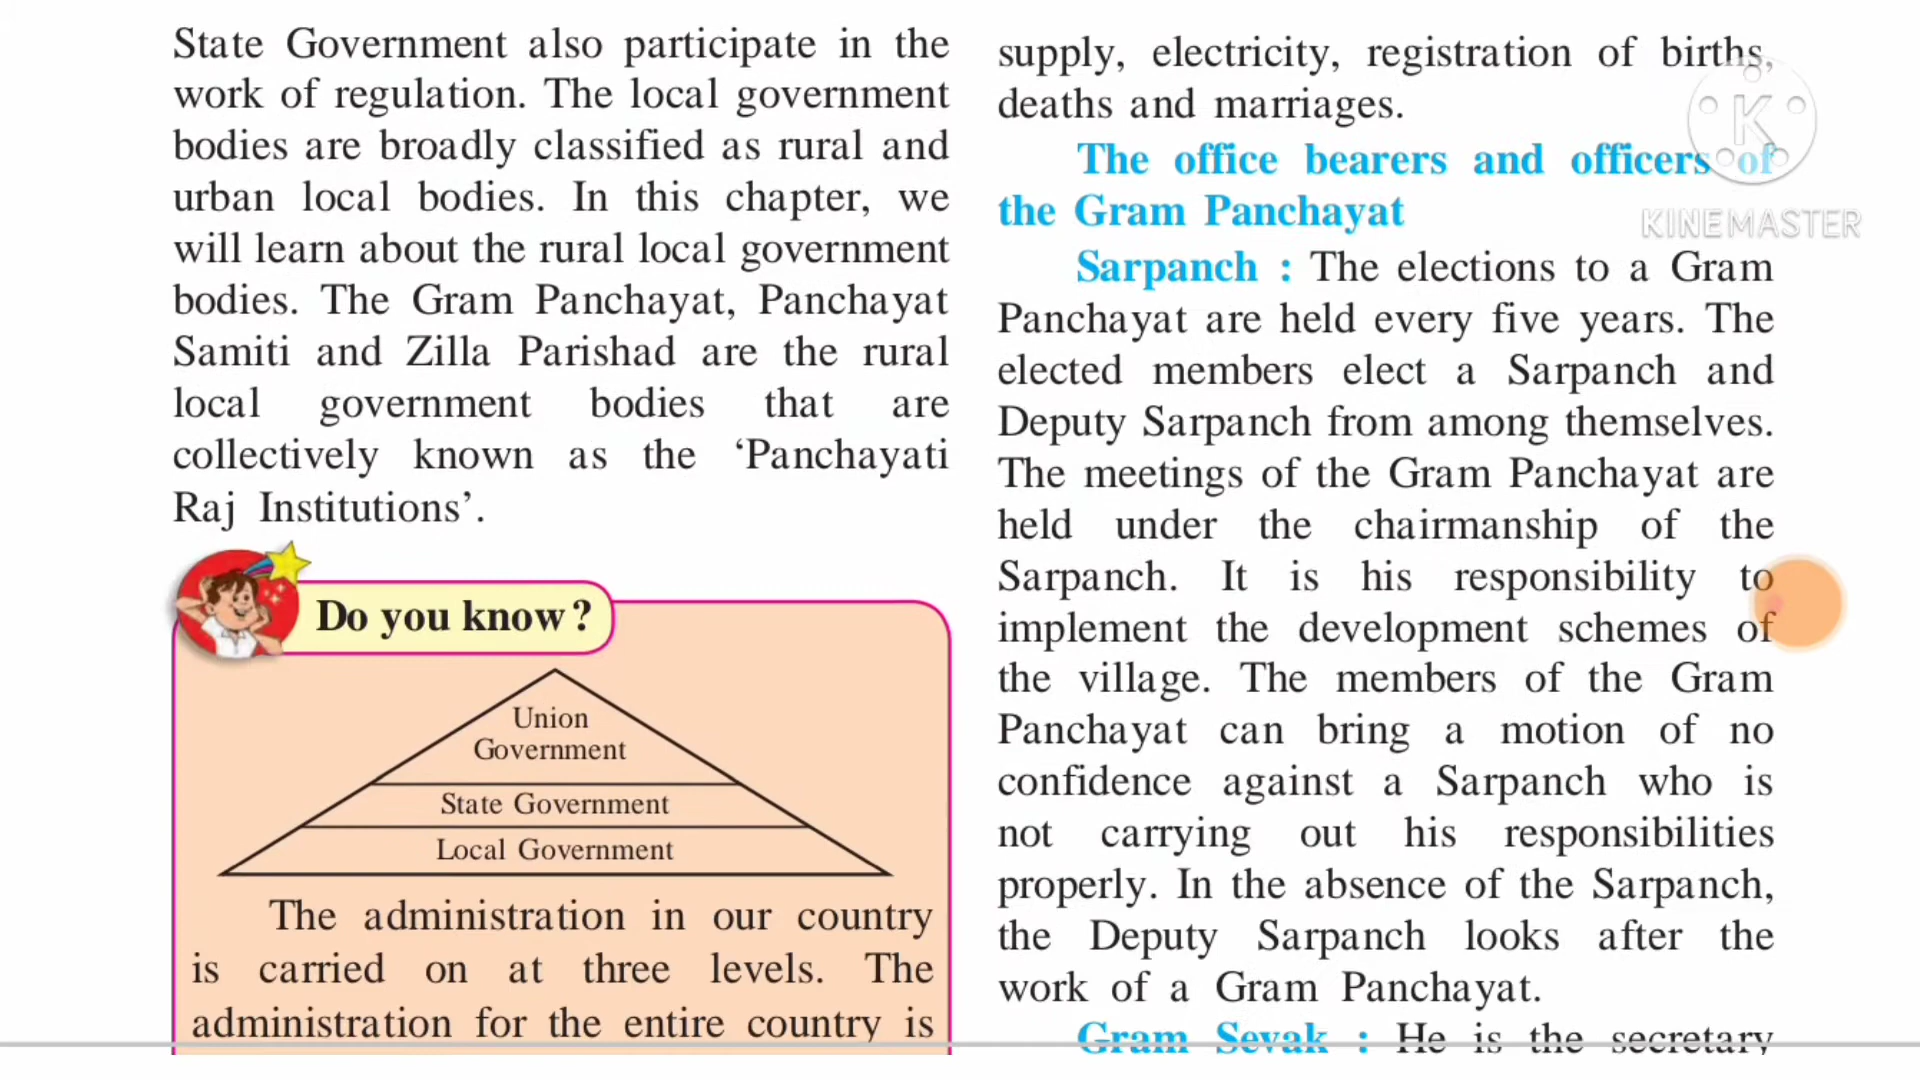 State Government also participate in the
work of regulation. The local government
bodies are broadly classified as rural and
urban local bodies. In this chapter, we
will learn about the rural local government
bodies. The Gram Panchayat, Panchayat
Samiti and Zilla Parishad are the rural
local government bodies that are
collectively known as the ‘Panchayati
Raj Institutions’.
Do you know?
Union
Government
State Government
Local Government
The administration in our country
is carried on at three levels. The
administration for the entire country is
supply, electricity, registration of births,
deaths and marriages.
The office bearers and officers of
the Gram Panchayat
Sarpanch : The elections to a Gram
Panchayat are held every five years. The
elected members elect a Sarpanch and
Deputy Sarpanch from among themselves.
The meetings of the Gram Panchayat are
held under the chairmanship of the
Sarpanch. It is his responsibility to
implement the development schemes of
the village. The members of the Gram
Panchayat can bring a motion of no
confidence against a Sarpanch who is
not carrying out his responsibilities
properly. In the absence of the Sarpanch,
the Deputy Sarpanch looks after the
work of a Gram Panchayat.
Gram Sevak : He is the secretary
K
KINEMASTER